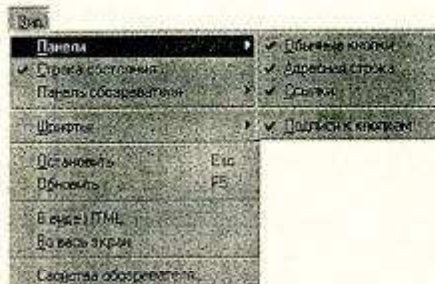 Вид
Панели
Строка состояния
Панель обозревателя
Шрифты
Остановить Esc
Обновить F5
В виде HTML
Во весь экран
Свойства обозревателя...
Обычные кнопки
Адресная строка
Ссылки
Подписи к кнопкам